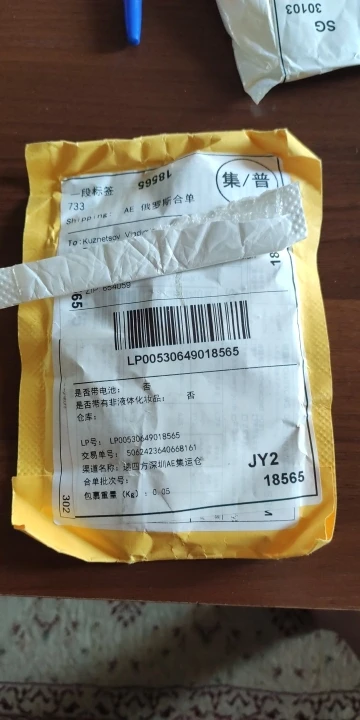 SG
30103
一段标签
18565
集/普
733
Shipping: AE 俄罗斯合单
To:Kuznetsov
ZIP 654059
LP00530649018565
是否带电池: 否
是否带有非液体化妆品: 否
仓库:
LP号: LP00530649018565
交易单号: 5062423640668161
渠道名称: 递四方深圳AE集运仓
合单批次号:
包裹重量 (Kg): 0.05
JY2
18565
302